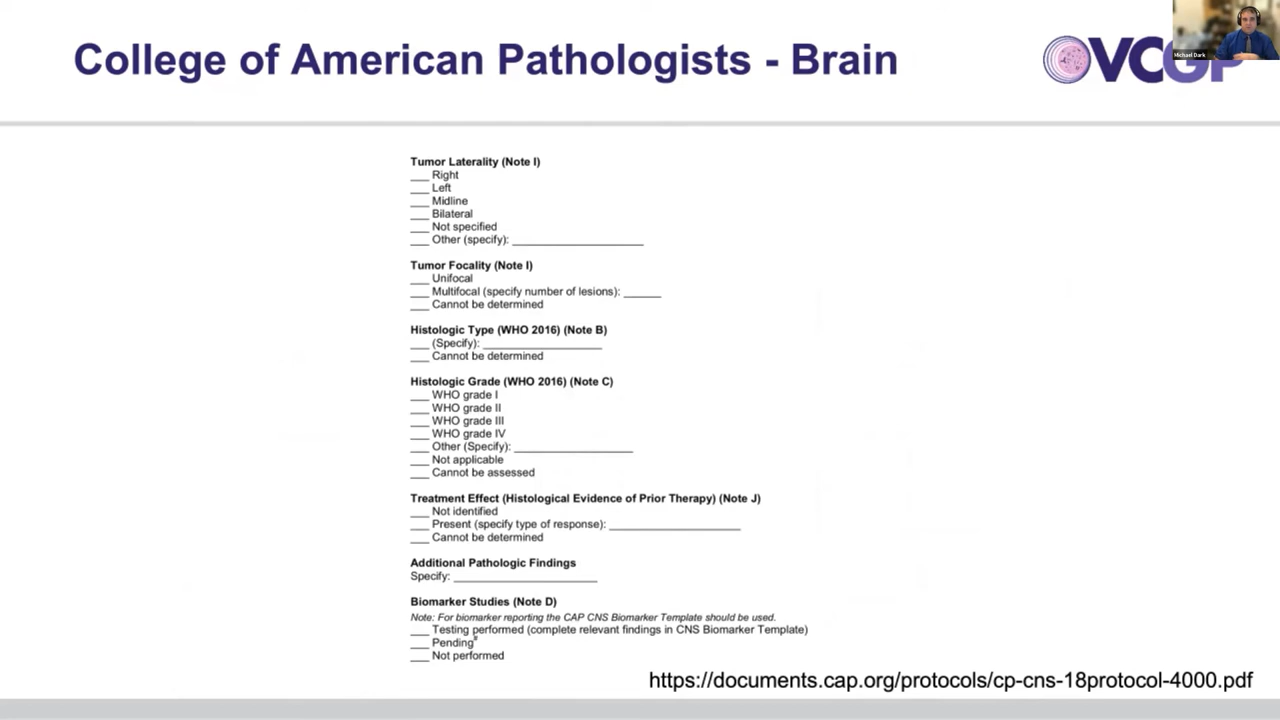 College of American Pathologists - Brain
VCGP
Michael Dark
Tumor Laterality (Note I)
___ Right
___ Left
___ Midline
___ Bilateral
___ Not specified
___ Other (specify): _____________________
Tumor Focality (Note I)
___ Unifocal
___ Multifocal (specify number of lesions): ______
___ Cannot be determined
Histologic Type (WHO 2016) (Note B)
___ (Specify): ___________________
___ Cannot be determined
Histologic Grade (WHO 2016) (Note C)
___ WHO grade I
___ WHO grade II
___ WHO grade III
___ WHO grade IV
___ Other (Specify): ___________________
___ Not applicable
___ Cannot be assessed
Treatment Effect (Histological Evidence of Prior Therapy) (Note J)
___ Not identified
___ Present (specify type of response): _____________________
___ Cannot be determined
Additional Pathologic Findings
Specify: _______________________
Biomarker Studies (Note D)
Note: For biomarker reporting the CAP CNS Biomarker Template should be used.
___ Testing performed (complete relevant findings in CNS Biomarker Template)
___ Pending#
___ Not performed
https://documents.cap.org/protocols/cp-cns-18protocol-4000.pdf